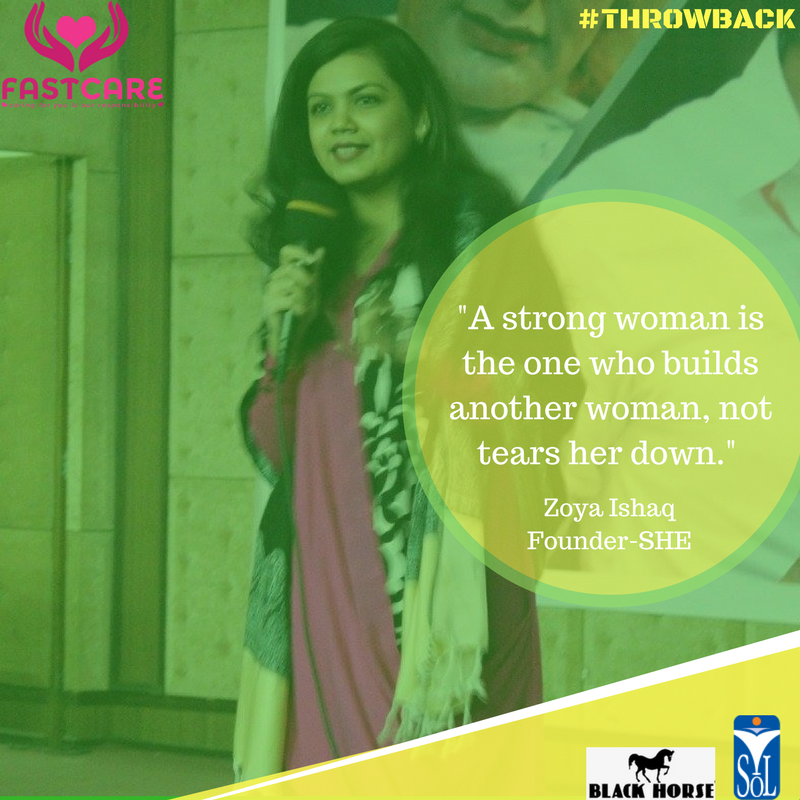 #THROWBACK
FASTCARE
"A strong woman is
the one who builds
another woman, not
tears her down."
Zoya Ishaq
Founder-SHE
BLACK HORSE
SOL